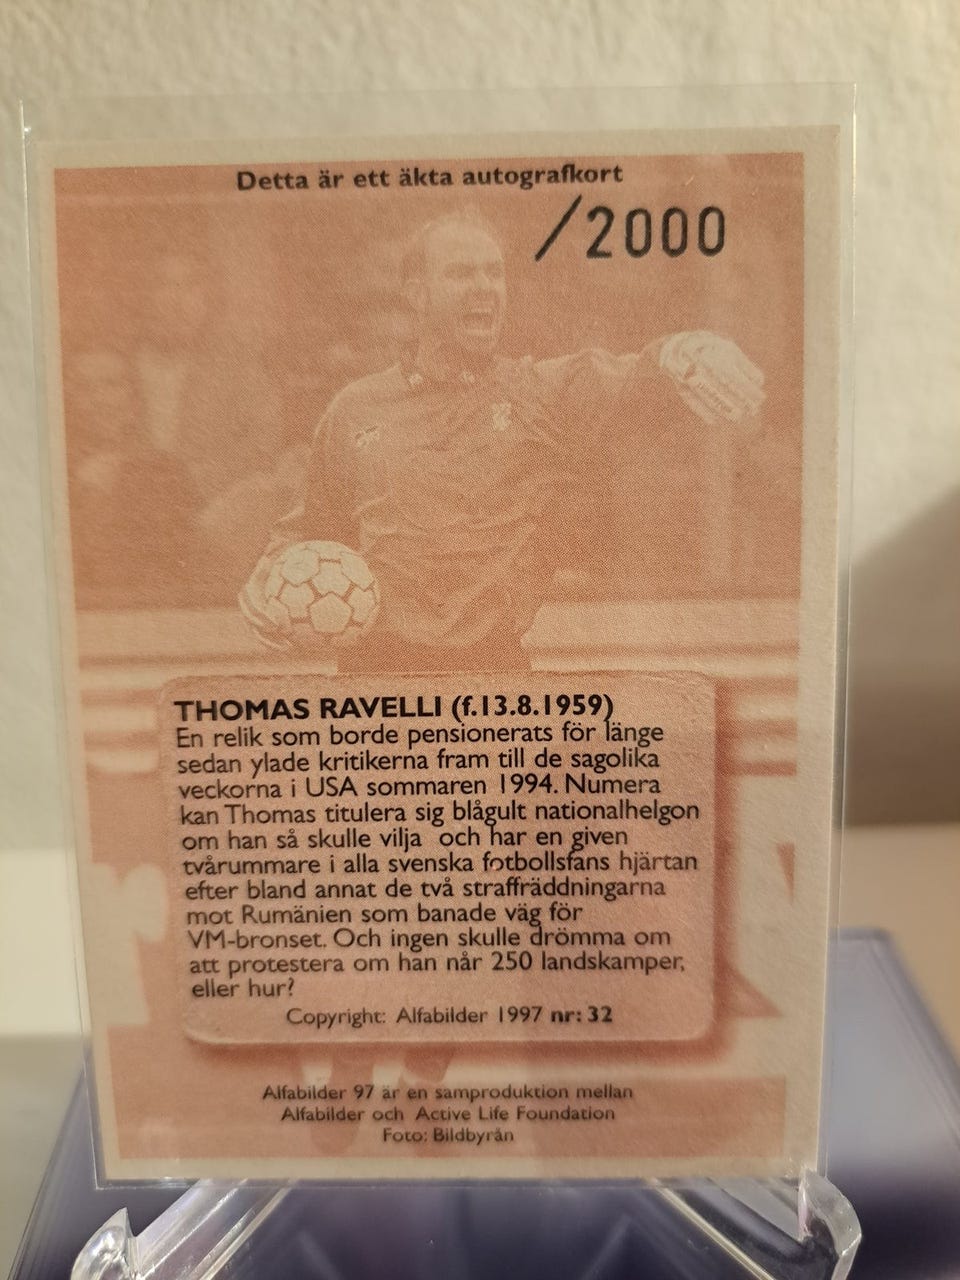 Detta är ett äkta autografkort
/2000
THOMAS RAVELLI (f.13.8.1959)
En relik som borde pensionerats för länge
sedan ylade kritikerna fram till de sagolika
veckorna i USA sommaren 1994. Numera
kan Thomas titulera sig blågult nationalhelgon
om han så skulle vilja och har en given
tvårummare i alla svenska fotbollsfans hjärtan
efter bland annat de två straffräddningarna
mot Rumänien som banade väg för
VM-bronset. Och ingen skulle drömma om
att protestera om han når 250 landskamper,
eller hur?
Copyright: Alfabilder 1997 nr: 32
Alfabilder 97 är en samproduktion mellan
Alfabilder och Active Life Foundation
Foto: Bildbyrån